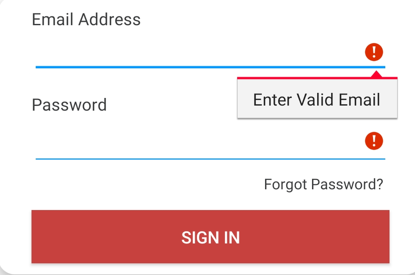 Email Address
Enter Valid Email
Password
Forgot Password?
SIGN IN